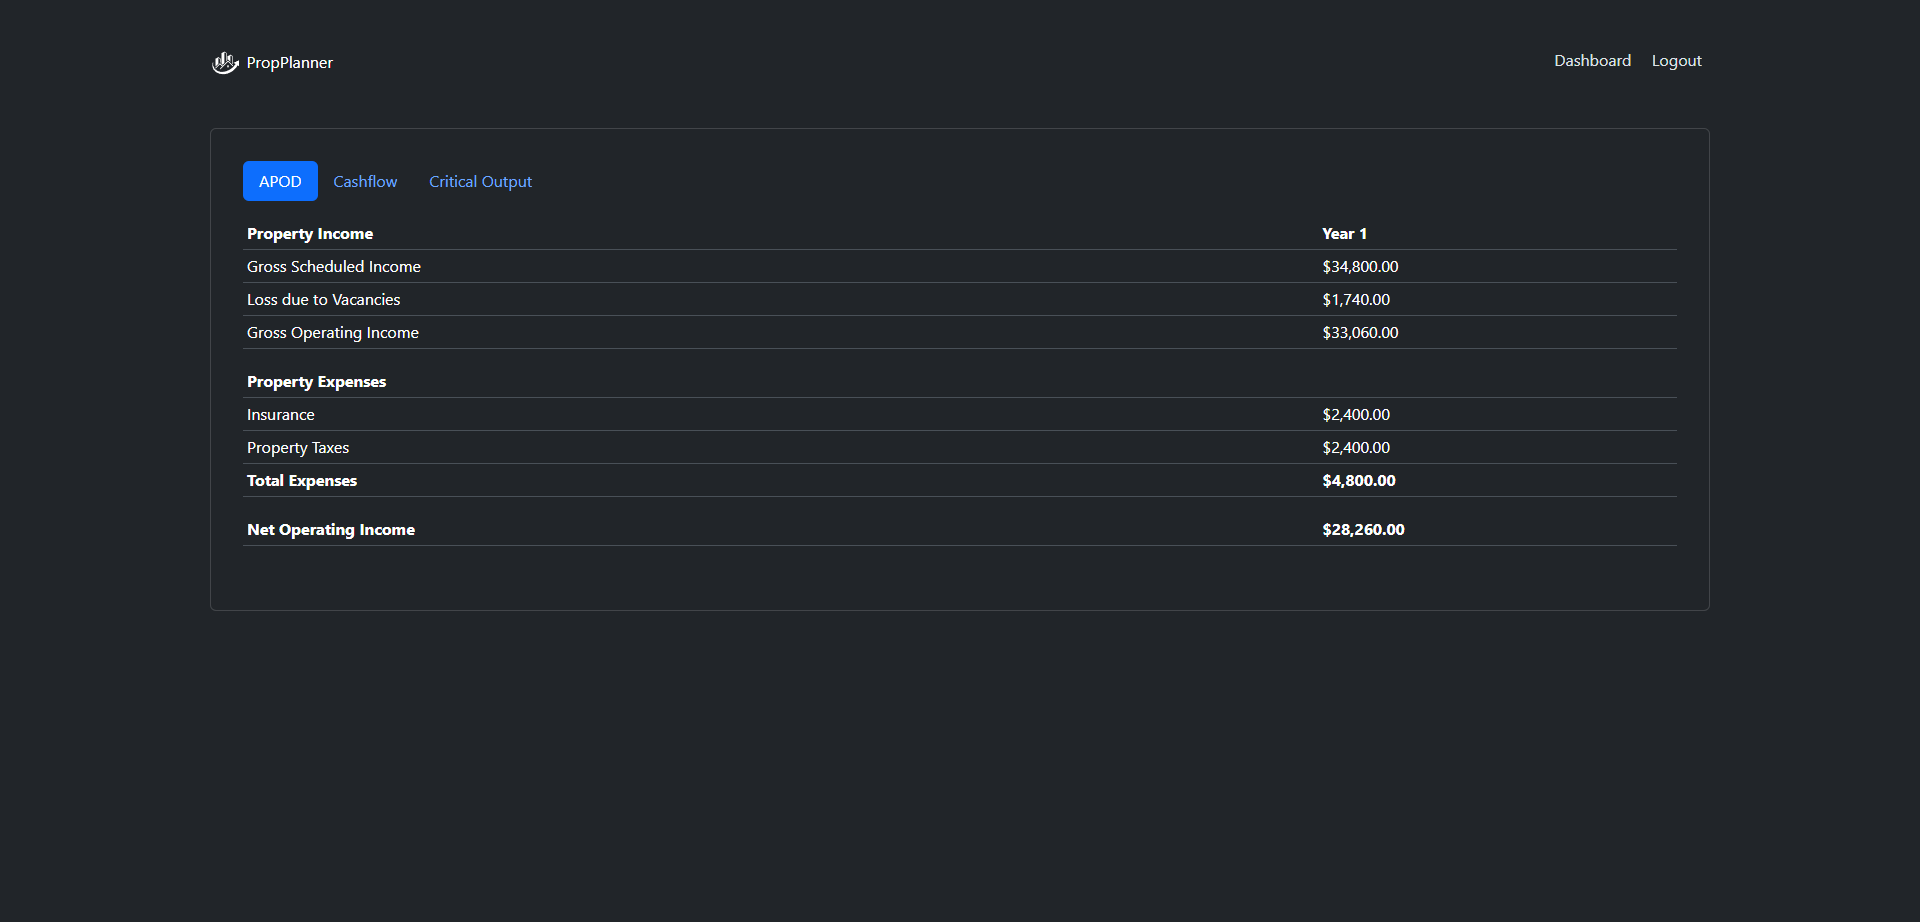 PropPlanner Dashboard Logout
APOD Cashflow Critical Output
Property Income Year 1
Gross Scheduled Income $34,800.00
Loss due to Vacancies $1,740.00
Gross Operating Income $33,060.00
Property Expenses
Insurance $2,400.00
Property Taxes $2,400.00
Total Expenses $4,800.00
Net Operating Income $28,260.00